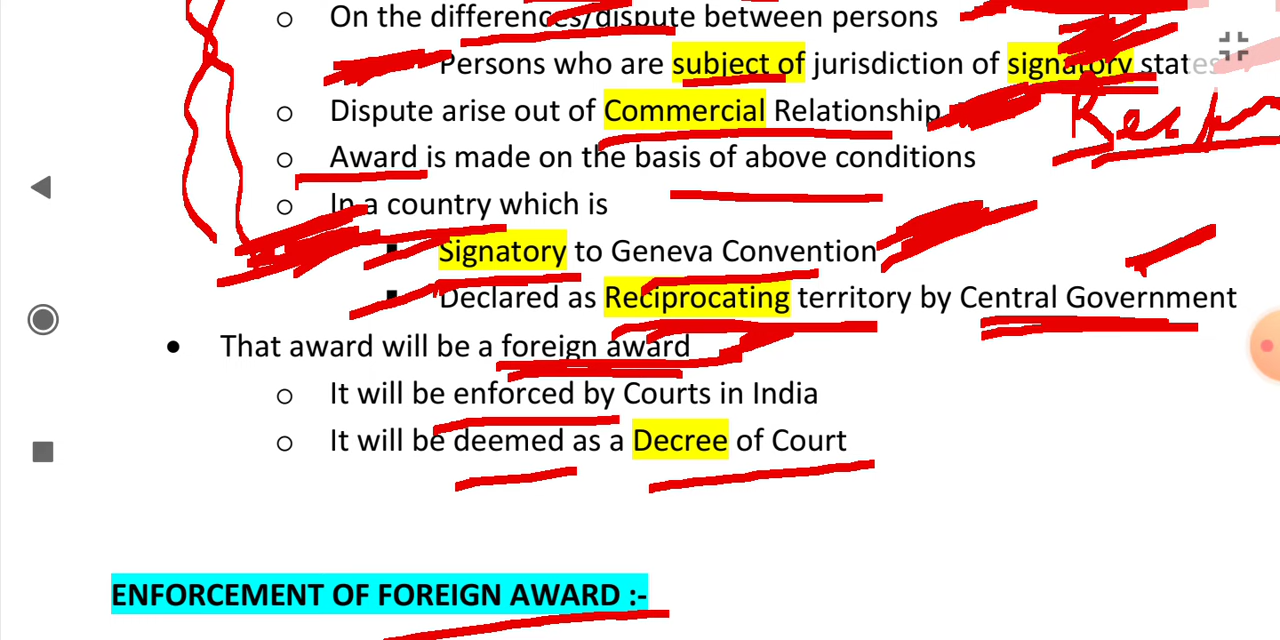 o On the differences/dispute between persons
Persons who are subject of jurisdiction of signatory states
o Dispute arise out of Commercial Relationship
o Award is made on the basis of above conditions
o In a country which is
▪ Signatory to Geneva Convention
▪ Declared as Reciprocating territory by Central Government
• That award will be a foreign award
o It will be enforced by Courts in India
o It will be deemed as a Decree of Court
ENFORCEMENT OF FOREIGN AWARD :-